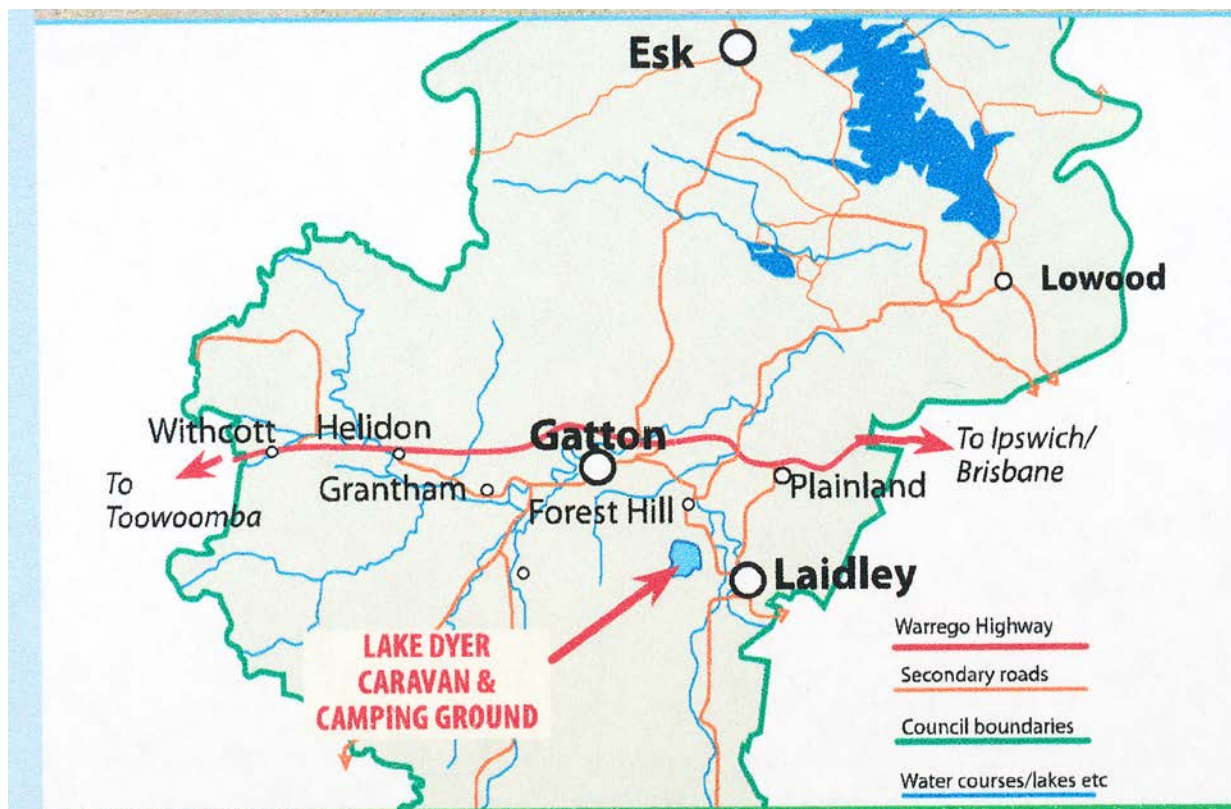 Esk
Lowood
Withcott
Helidon
Gatton
To Ipswich/
Brisbane
To
Toowoomba
Grantham
Forest Hill
Plainland
Laidley
LAKE DYER
CARAVAN &
CAMPING GROUND
Warrego Highway
Secondary roads
Council boundaries
Water courses/lakes etc